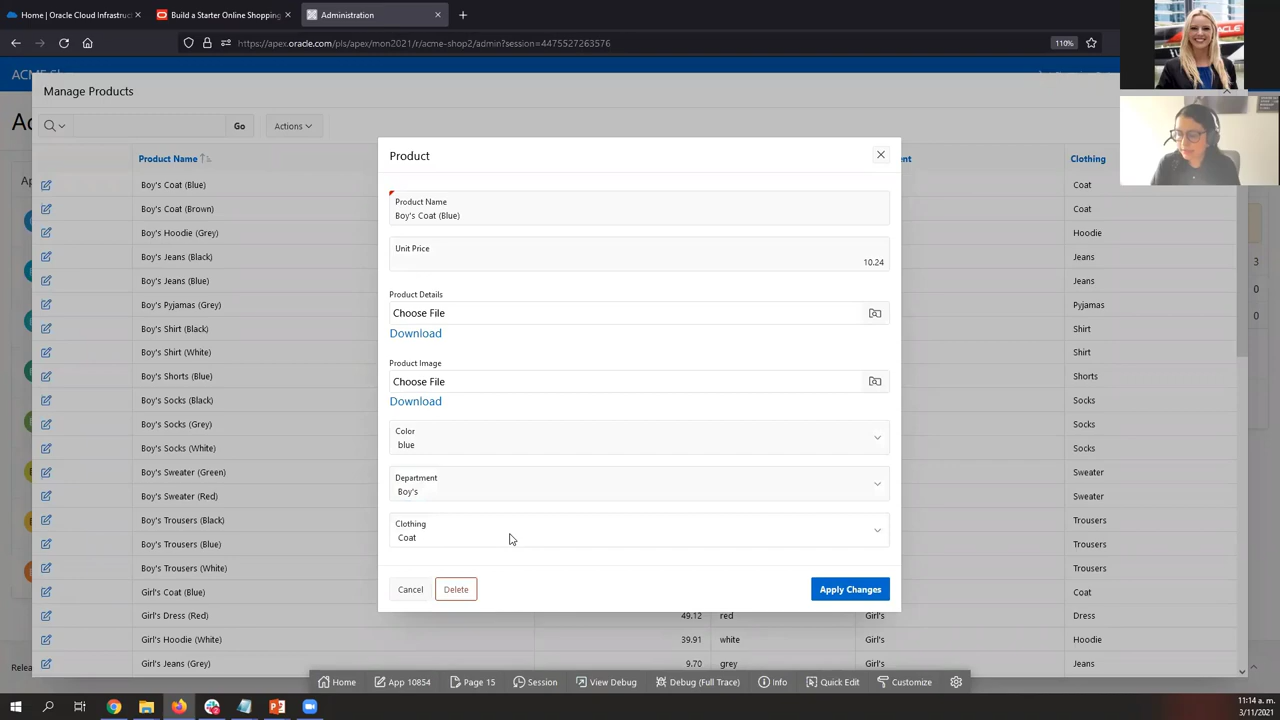 Home | Oracle Cloud Infrastruct
Build a Starter Online Shopping
Administration
https://apex.oracle.com/pls/apex/mon2021/r/acme-shop2/admin?session=4475527263576
110%
Manage Products
Go
Actions
Product Name
Clothing
Boy's Coat (Blue)
Coat
Boy's Coat (Brown)
Coat
Boy's Hoodie (Grey)
Hoodie
Boy's Jeans (Black)
Jeans
3
Boy's Jeans (Blue)
Jeans
0
Boy's Pyjamas (Grey)
Pyjamas
0
Boy's Shirt (Black)
Shirt
Boy's Shirt (White)
Shirt
Boy's Shorts (Blue)
Shorts
Boy's Socks (Black)
Socks
Boy's Socks (Grey)
Socks
Boy's Socks (White)
Socks
Boy's Sweater (Green)
Sweater
Boy's Sweater (Red)
Sweater
Boy's Trousers (Black)
Trousers
Boy's Trousers (Blue)
Trousers
Boy's Trousers (White)
Trousers
Girl's Coat (Blue)
Coat
Girl's Dress (Red)
49.12
red
Girl's
Dress
Girl's Hoodie (White)
39.91
white
Girl's
Hoodie
Girl's Jeans (Grey)
9.70
grey
Girl's
Jeans
Product
Product Name
Boy's Coat (Blue)
Unit Price
10.24
Product Details
Choose File
Download
Product Image
Choose File
Download
Color
blue
Department
Boy's
Clothing
Coat
Cancel
Delete
Apply Changes
Home
App 10854
Page 15
Session
View Debug
Debug (Full Trace)
Info
Quick Edit
Customize
11:14 a. m.
3/11/2021